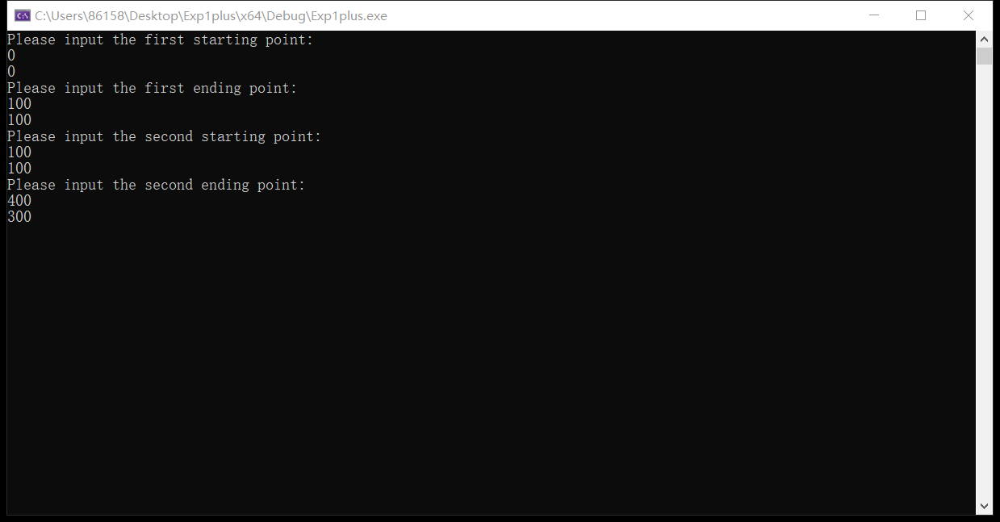 C:\Users\86158\Desktop\Exp1plus\x64\Debug\Exp1plus.exe
Please input the first starting point:
0
0
Please input the first ending point:
100
100
Please input the second starting point:
100
100
Please input the second ending point:
400
300